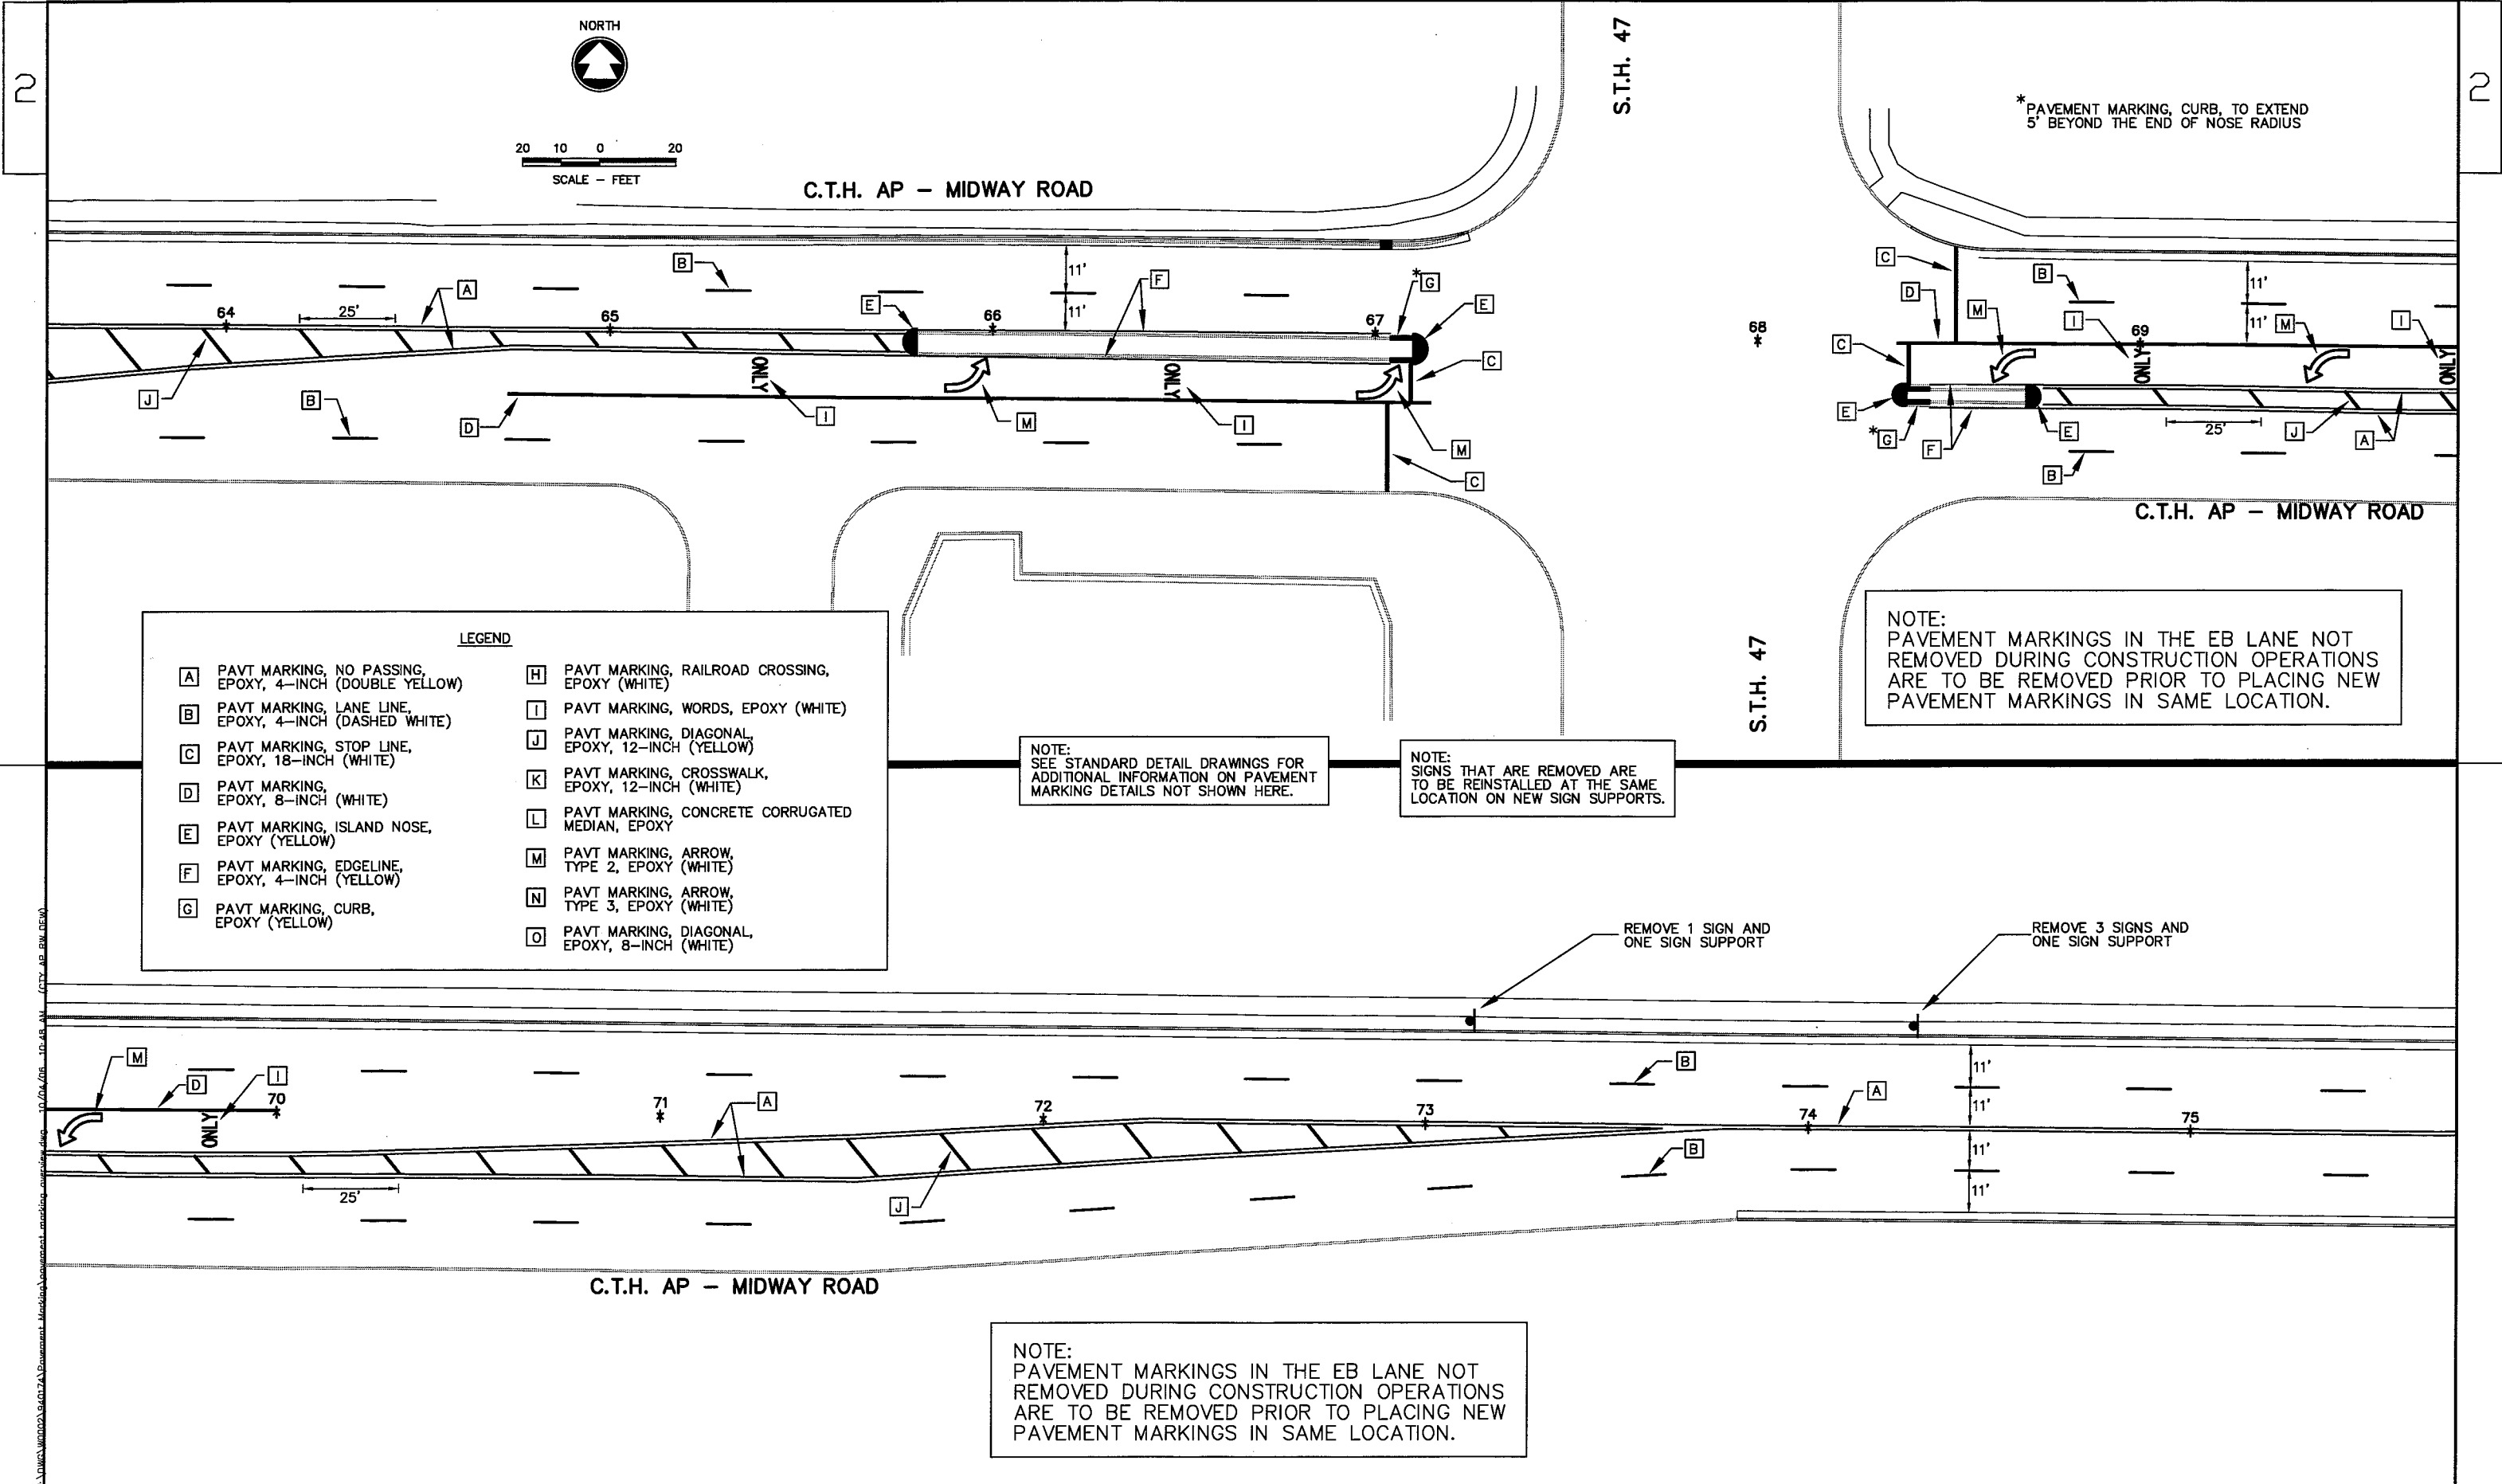 2
NORTH
20 10 0 20
SCALE – FEET
C.T.H. AP – MIDWAY ROAD
S.T.H. 47
*PAVEMENT MARKING, CURB, TO EXTEND
5' BEYOND THE END OF NOSE RADIUS
2
B
A
64
25'
65
E
66
11'
11'
F
*G
67
E
C
ONLY
ONLY
J
B
D
I
M
I
M
C
68
C
D
M
B
I
69
11'
11'
M
I
C
ONLY
ONLY
E
*G
F
E
B
25'
J
A
C.T.H. AP – MIDWAY ROAD
LEGEND
A PAVT MARKING, NO PASSING,
EPOXY, 4–INCH (DOUBLE YELLOW)
B PAVT MARKING, LANE LINE,
EPOXY, 4–INCH (DASHED WHITE)
C PAVT MARKING, STOP LINE,
EPOXY, 18–INCH (WHITE)
D PAVT MARKING,
EPOXY, 8–INCH (WHITE)
E PAVT MARKING, ISLAND NOSE,
EPOXY (YELLOW)
F PAVT MARKING, EDGELINE,
EPOXY, 4–INCH (YELLOW)
G PAVT MARKING, CURB,
EPOXY (YELLOW)
H PAVT MARKING, RAILROAD CROSSING,
EPOXY (WHITE)
I PAVT MARKING, WORDS, EPOXY (WHITE)
J PAVT MARKING, DIAGONAL,
EPOXY, 12–INCH (YELLOW)
K PAVT MARKING, CROSSWALK,
EPOXY, 12–INCH (WHITE)
L PAVT MARKING, CONCRETE CORRUGATED
MEDIAN, EPOXY
M PAVT MARKING, ARROW,
TYPE 2, EPOXY (WHITE)
N PAVT MARKING, ARROW,
TYPE 3, EPOXY (WHITE)
O PAVT MARKING, DIAGONAL,
EPOXY, 8–INCH (WHITE)
NOTE:
SEE STANDARD DETAIL DRAWINGS FOR
ADDITIONAL INFORMATION ON PAVEMENT
MARKING DETAILS NOT SHOWN HERE.
NOTE:
SIGNS THAT ARE REMOVED ARE
TO BE REINSTALLED AT THE SAME
LOCATION ON NEW SIGN SUPPORTS.
S.T.H. 47
NOTE:
PAVEMENT MARKINGS IN THE EB LANE NOT
REMOVED DURING CONSTRUCTION OPERATIONS
ARE TO BE REMOVED PRIOR TO PLACING NEW
PAVEMENT MARKINGS IN SAME LOCATION.
REMOVE 1 SIGN AND
ONE SIGN SUPPORT
REMOVE 3 SIGNS AND
ONE SIGN SUPPORT
M
D
I
70
ONLY
25'
71
A
72
J
73
B
B
74
A
11'
11'
11'
11'
75
C.T.H. AP – MIDWAY ROAD
NOTE:
PAVEMENT MARKINGS IN THE EB LANE NOT
REMOVED DURING CONSTRUCTION OPERATIONS
ARE TO BE REMOVED PRIOR TO PLACING NEW
PAVEMENT MARKINGS IN SAME LOCATION.
10/04/06 10:48 AM